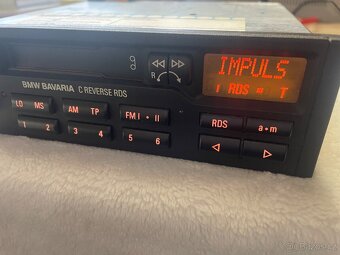 IMPULS
1 RDS = T
R
BMW BAVARIA C REVERSE RDS
LO MS AM TP FM I • II RDS a•m
1 2 3 4 5 6